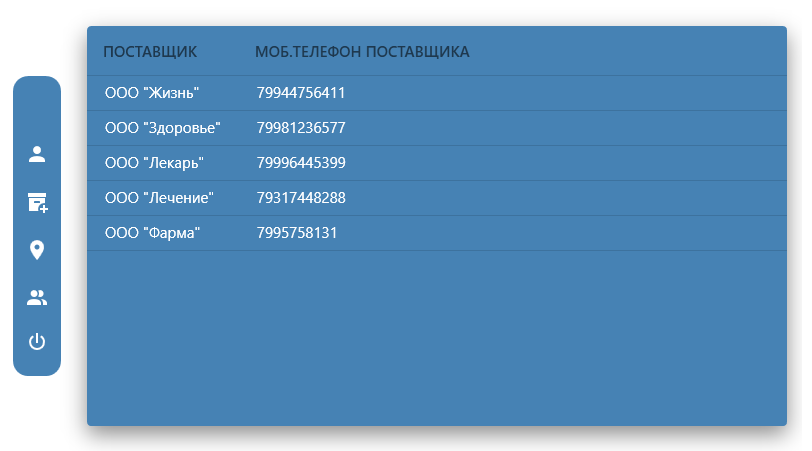 ПОСТАВЩИК МОБ.ТЕЛЕФОН ПОСТАВЩИКА
ООО "Жизнь" 79944756411
ООО "Здоровье" 79981236577
ООО "Лекарь" 79996445399
ООО "Лечение" 79317448288
ООО "Фарма" 7995758131